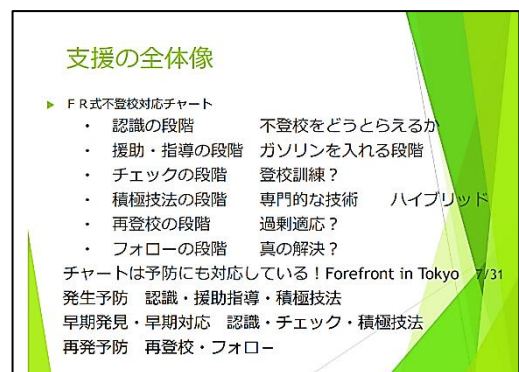 支援の全体像
ＦＲ式不登校対応チャート
・ 認識の段階 不登校をどうとらえるか
・ 援助・指導の段階 ガソリンを入れる段階
・ チェックの段階 登校訓練？
・ 積極技法の段階 専門的な技術 ハイブリッド
・ 再登校の段階 過剰適応？
・ フォローの段階 真の解決？
チャートは予防にも対応している！Forefront in Tokyo 7/31
発生予防 認識・援助指導・積極技法
早期発見・早期対応 認識・チェック・積極技法
再発予防 再登校・フォロー